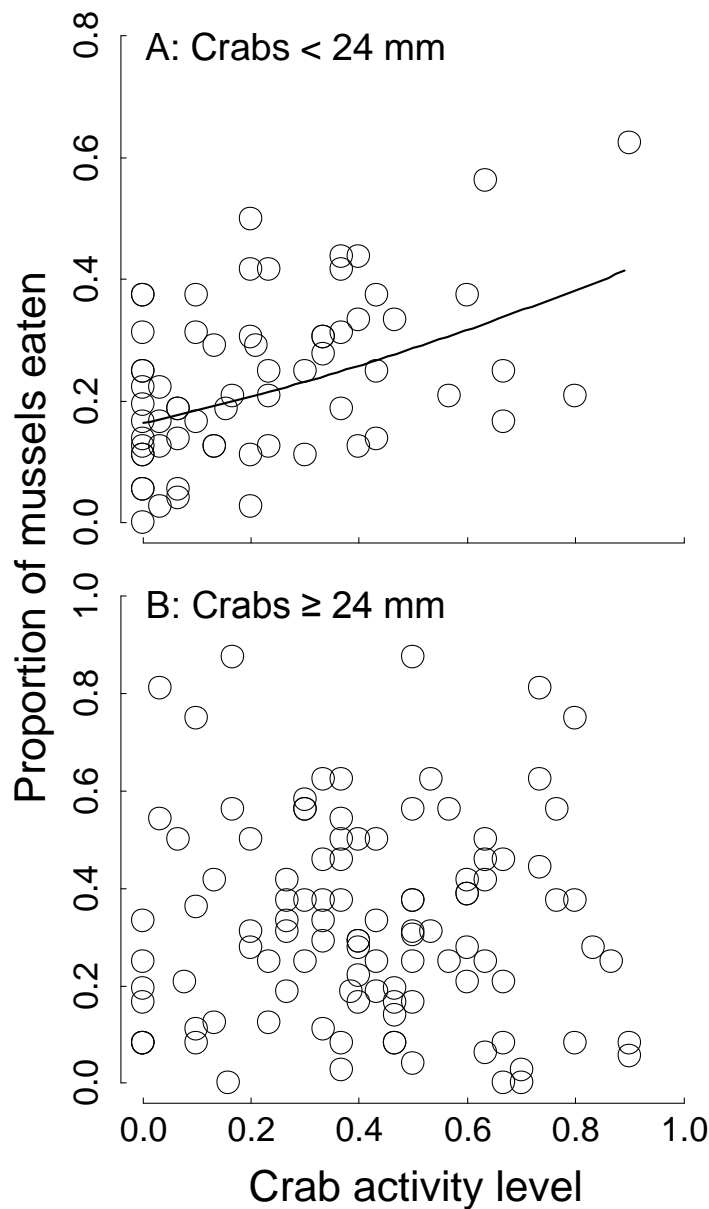 A: Crabs < 24 mm
0.8
0.6
0.4
0.2
0.0
B: Crabs ≥ 24 mm
1.0
0.8
0.6
0.4
0.2
0.0
Proportion of mussels eaten
0.0 0.2 0.4 0.6 0.8 1.0
Crab activity level